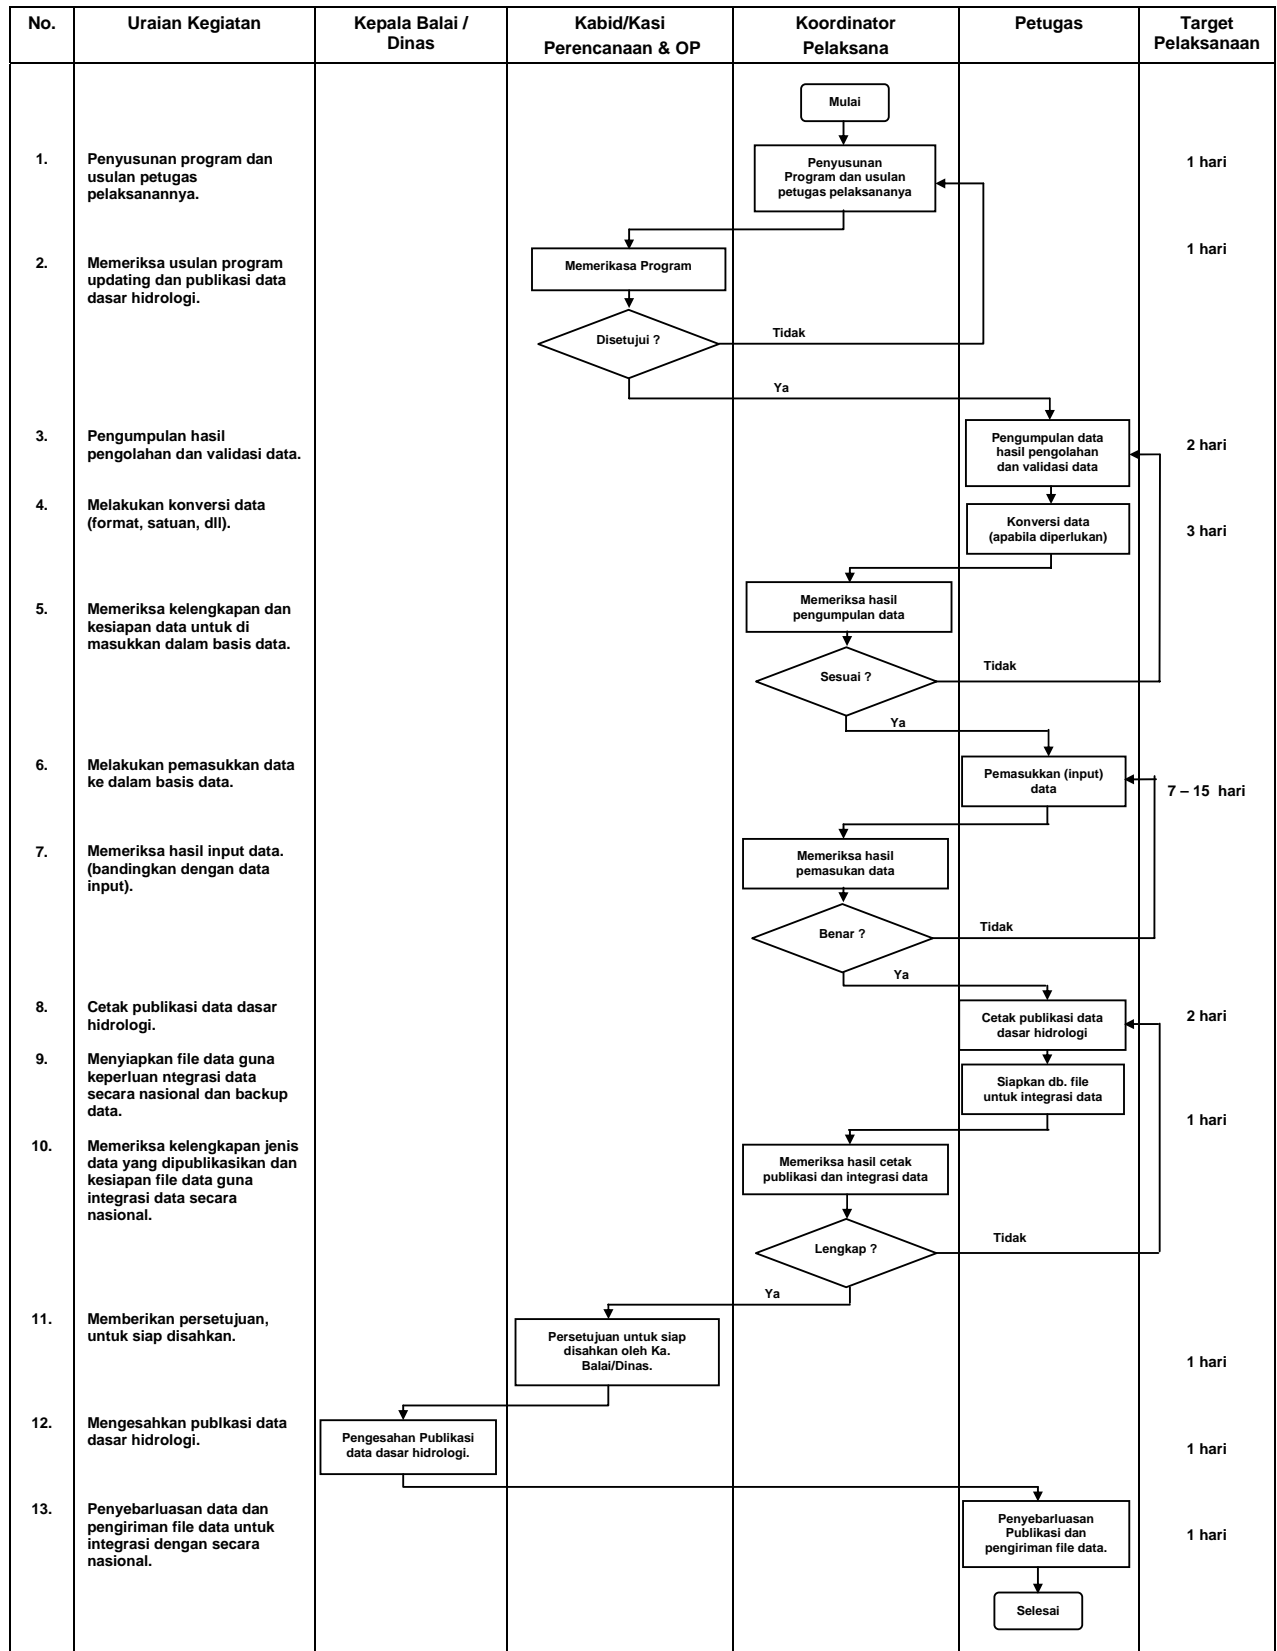 No.
Uraian Kegiatan
Kepala Balai /
Dinas
Kabid/Kasi
Perencanaan & OP
Koordinator
Pelaksana
Petugas
Target
Pelaksanaan
Mulai
1.
Penyusunan program dan
usulan petugas
pelaksanannya.
Penyusunan
Program dan usulan
petugas pelaksananya
1 hari
2.
Memeriksa usulan program
updating dan publikasi data
dasar hidrologi.
Memerikasa Program
1 hari
Disetujui ?
Tidak
Ya
3.
Pengumpulan hasil
pengolahan dan validasi data.
Pengumpulan data
hasil pengolahan
dan validasi data
2 hari
4.
Melakukan konversi data
(format, satuan, dll).
Konversi data
(apabila diperlukan)
3 hari
5.
Memeriksa kelengkapan dan
kesiapan data untuk di
masukkan dalam basis data.
Memeriksa hasil
pengumpulan data
Sesuai ?
Tidak
Ya
6.
Melakukan pemasukkan data
ke dalam basis data.
Pemasukkan (input)
data
7 – 15 hari
7.
Memeriksa hasil input data.
(bandingkan dengan data
input).
Memeriksa hasil
pemasukan data
Benar ?
Tidak
Ya
8.
Cetak publikasi data dasar
hidrologi.
Cetak publikasi data
dasar hidrologi
2 hari
9.
Menyiapkan file data guna
keperluan ntegrasi data
secara nasional dan backup
data.
Siapkan db. file
untuk integrasi data
1 hari
10.
Memeriksa kelengkapan jenis
data yang dipublikasikan dan
kesiapan file data guna
integrasi data secara
nasional.
Memeriksa hasil cetak
publikasi dan integrasi data
Lengkap ?
Tidak
Ya
11.
Memberikan persetujuan,
untuk siap disahkan.
Persetujuan untuk siap
disahkan oleh Ka.
Balai/Dinas.
1 hari
12.
Mengesahkan publkasi data
dasar hidrologi.
Pengesahan Publikasi
data dasar hidrologi.
1 hari
13.
Penyebarluasan data dan
pengiriman file data untuk
integrasi dengan secara
nasional.
Penyebarluasan
Publikasi dan
pengiriman file data.
1 hari
Selesai